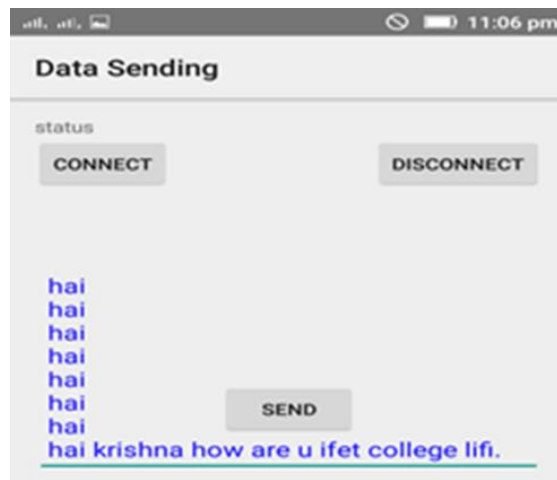 11:06 pm
Data Sending
status
CONNECT DISCONNECT
hai
hai
hai
hai
hai
hai
SEND
hai
hai krishna how are u ifet college lifi.